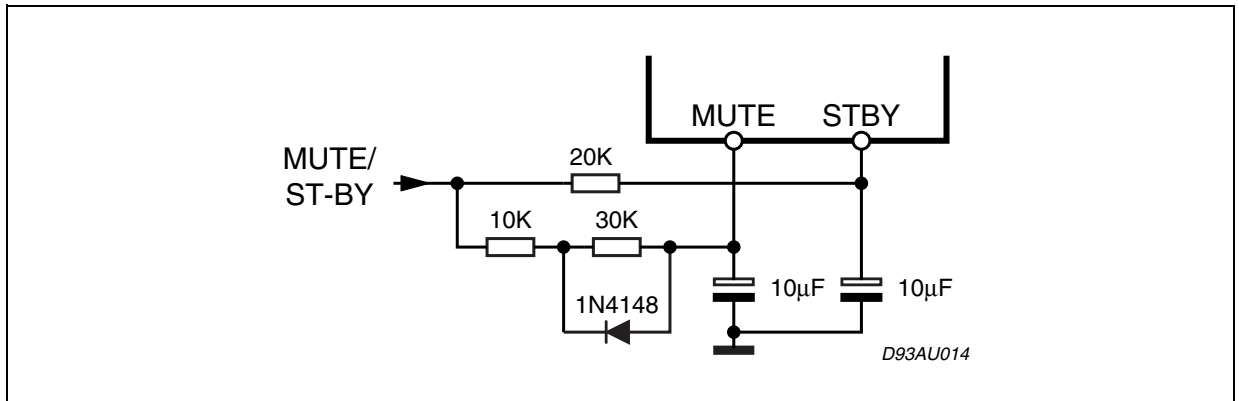 MUTE STBY
MUTE/
ST-BY
20K
10K 30K
1N4148
10μF 10μF
D93AU014